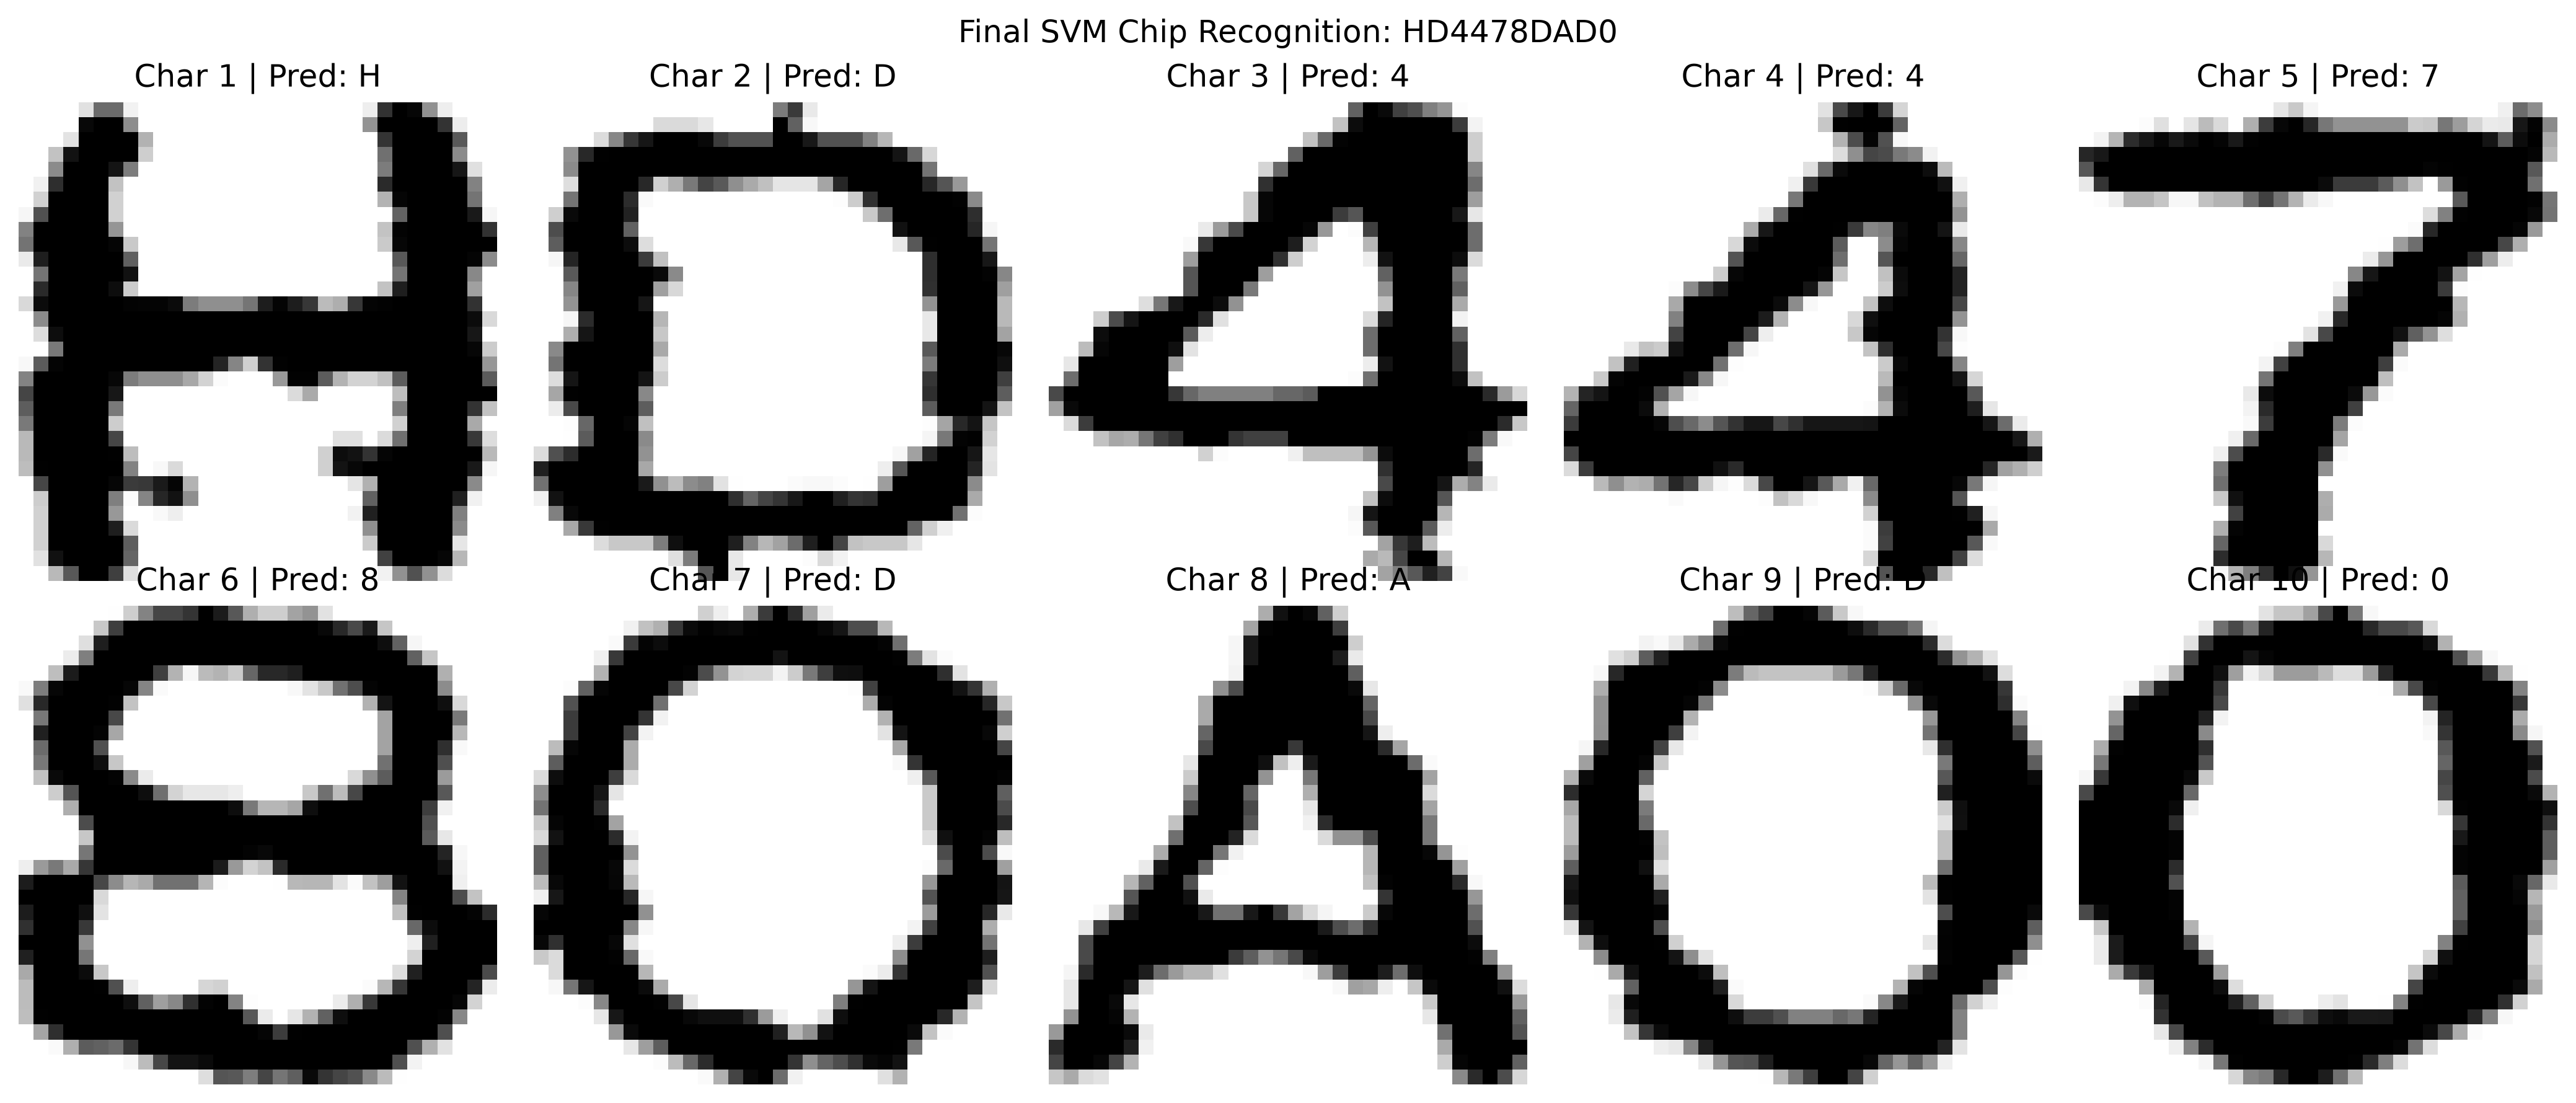 Final SVM Chip Recognition: HD4478DAD0
Char 1 | Pred: H Char 2 | Pred: D Char 3 | Pred: 4 Char 4 | Pred: 4 Char 5 | Pred: 7
H D 4 4 7
Char 6 | Pred: 8 Char 7 | Pred: D Char 8 | Pred: A Char 9 | Pred: D Char 10 | Pred: 0
8 0 A 0 0